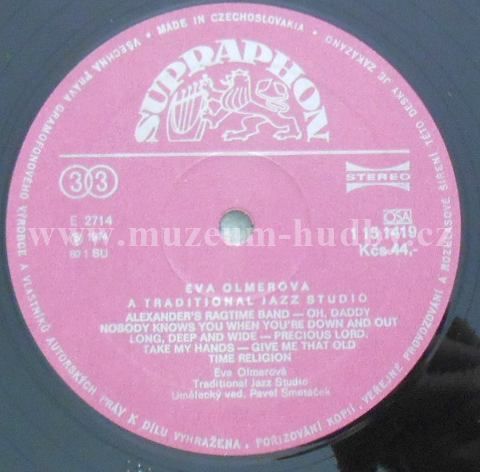 • MADE IN CZECHOSLOVAKIA •
VŠECHNA PRÁVA GRAMOFONOVÉHO VÝROBCE A VLASTNÍKŮ AUTORSKÝCH PRÁV K DÍLU VYHRAŽENA • POŘIZOVÁNÍ KOPIÍ, VEŘEJNÉ PROVOZOVÁNÍ A ROZHLASOVÉ ŠÍŘENÍ TÉTO DESKY JE ZAKÁZÁNO
SUPRAPHON
33
STEREO
E 2714
OSA
1 15 1419
Kčs 44,-
www.muzeum-hudby.cz
EVA OLMEROVÁ
A TRADITIONAL JAZZ STUDIO
ALEXANDER'S RAGTIME BAND — OH, DADDY
NOBODY KNOWS YOU WHEN YOU'RE DOWN AND OUT
LONG, DEEP AND WIDE — PRECIOUS LORD,
TAKE MY HANDS — GIVE ME THAT OLD
TIME RELIGION
Eva Olmerová
Traditional Jazz Studio
Umělecký ved. Pavel Smetáček